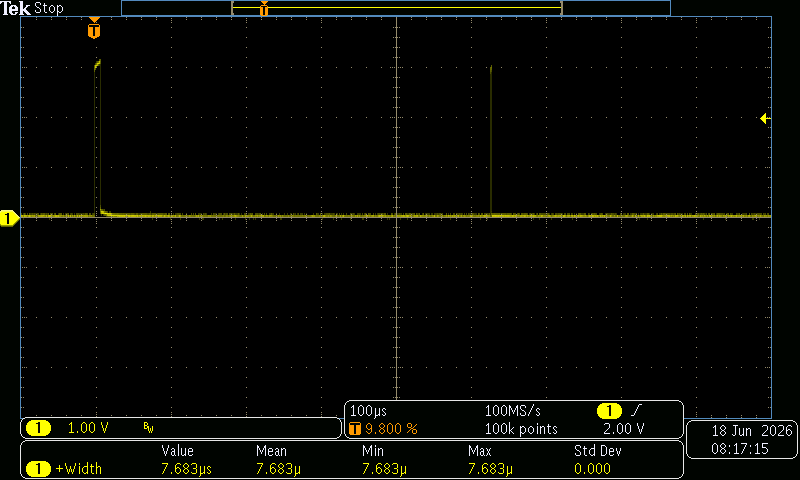 Tek Stop
T
T
1
1 1.00 V BW
100µs 100MS/s 1
T 9.800 % 100k points 2.00 V
18 Jun 2026
08:17:15
Value Mean Min Max Std Dev
1 +Width 7.683µs 7.683µ 7.683µ 7.683µ 0.000